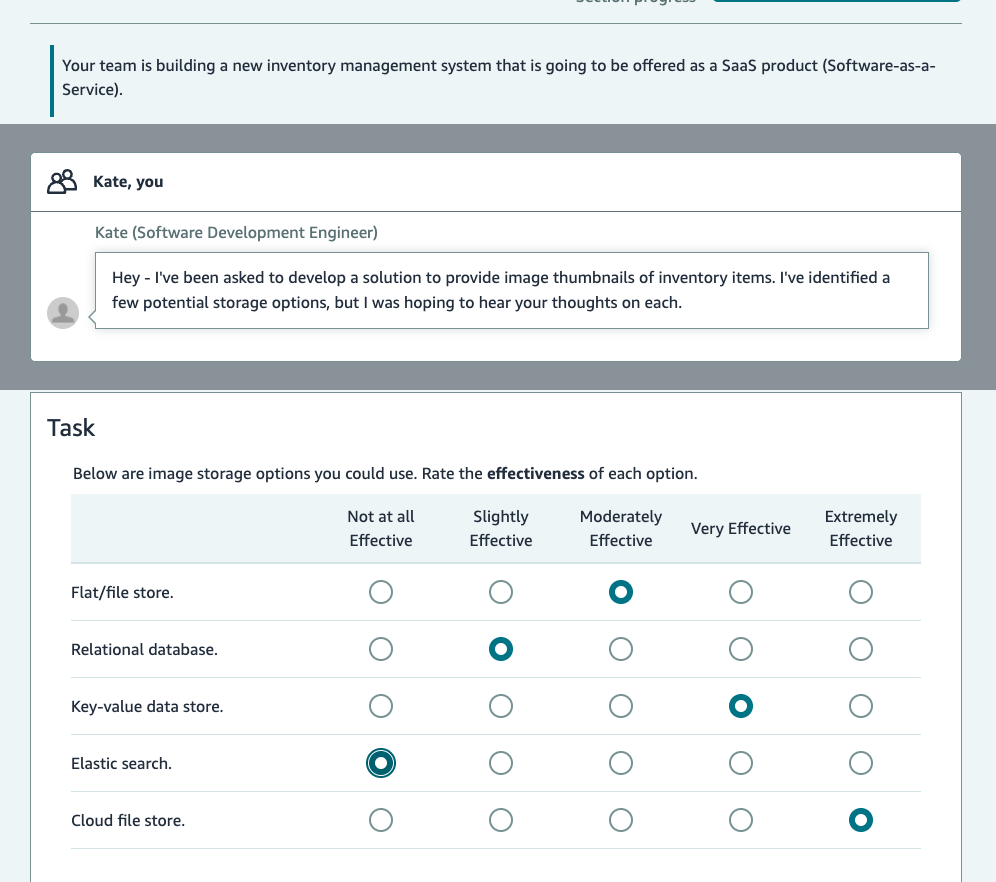 Section progress
Your team is building a new inventory management system that is going to be offered as a SaaS product (Software-as-a-
Service).
Kate, you
Kate (Software Development Engineer)
Hey - I've been asked to develop a solution to provide image thumbnails of inventory items. I've identified a
few potential storage options, but I was hoping to hear your thoughts on each.
Task
Below are image storage options you could use. Rate the effectiveness of each option.
Not at all
Effective
Slightly
Effective
Moderately
Effective
Very Effective
Extremely
Effective
Flat/file store.
Relational database.
Key-value data store.
Elastic search.
Cloud file store.